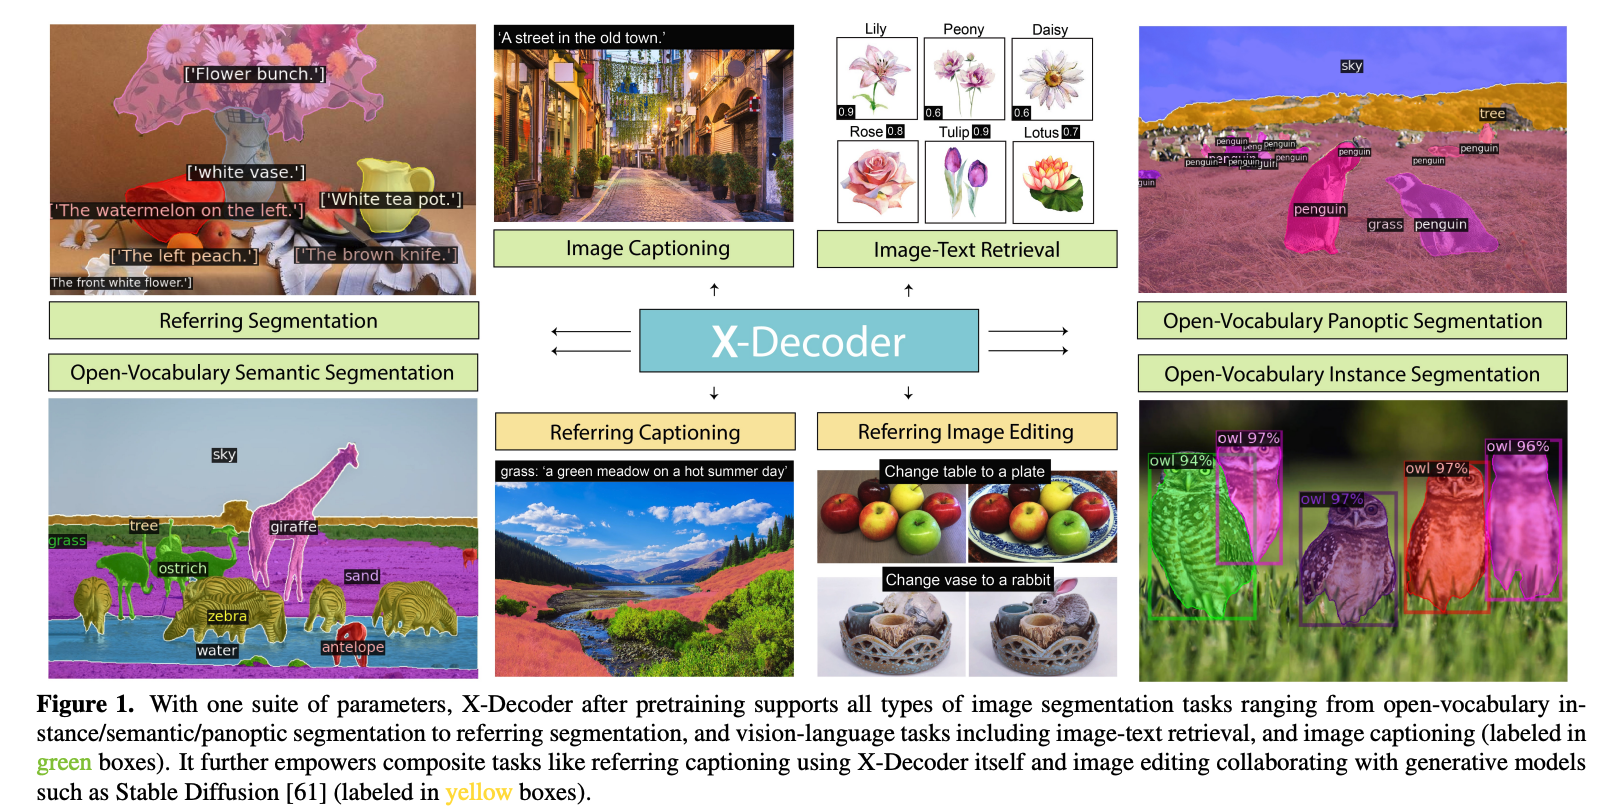 ['Flower bunch.']
['white vase.']
['White tea pot.']
['The watermelon on the left.']
['The left peach.']
['The brown knife.']
The front white flower.']
Referring Segmentation
Open-Vocabulary Semantic Segmentation
sky
tree
giraffe
grass
ostrich
sand
zebra
water
antelope
'A street in the old town.'
Image Captioning
Lily
Peony
Daisy
0.9
0.6
0.6
Rose 0.8
Tulip 0.9
Lotus 0.7
Image-Text Retrieval
X-Decoder
Referring Captioning
grass: 'a green meadow on a hot summer day'
Referring Image Editing
Change table to a plate
Change vase to a rabbit
sky
tree
penguin
penguin
penguin
penguin
penguin
penguin
penguin
penguin
penguin
penguin
grass
penguin
Open-Vocabulary Panoptic Segmentation
Open-Vocabulary Instance Segmentation
owl 97%
owl 94%
owl 97%
owl 97%
owl 96%
Figure 1. With one suite of parameters, X-Decoder after pretraining supports all types of image segmentation tasks ranging from open-vocabulary in-
stance/semantic/panoptic segmentation to referring segmentation, and vision-language tasks including image-text retrieval, and image captioning (labeled in
green boxes). It further empowers composite tasks like referring captioning using X-Decoder itself and image editing collaborating with generative models
such as Stable Diffusion [61] (labeled in yellow boxes).